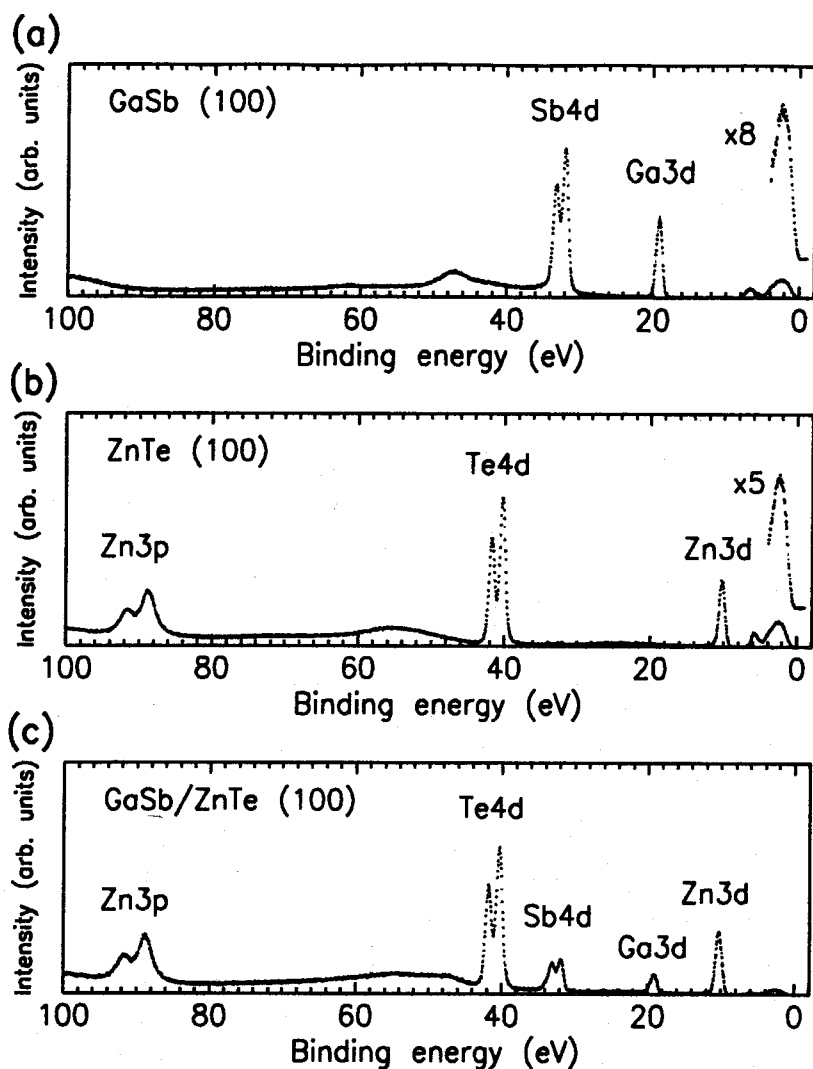 (a)
GaSb (100)
Sb4d
Ga3d
x8
Intensity (arb. units)
100 80 60 40 20 0
Binding energy (eV)
(b)
ZnTe (100)
Te4d
x5
Zn3p
Zn3d
Intensity (arb. units)
100 80 60 40 20 0
Binding energy (eV)
(c)
GaSb/ZnTe (100)
Te4d
Zn3p
Sb4d
Ga3d
Zn3d
Intensity (arb. units)
100 80 60 40 20 0
Binding energy (eV)